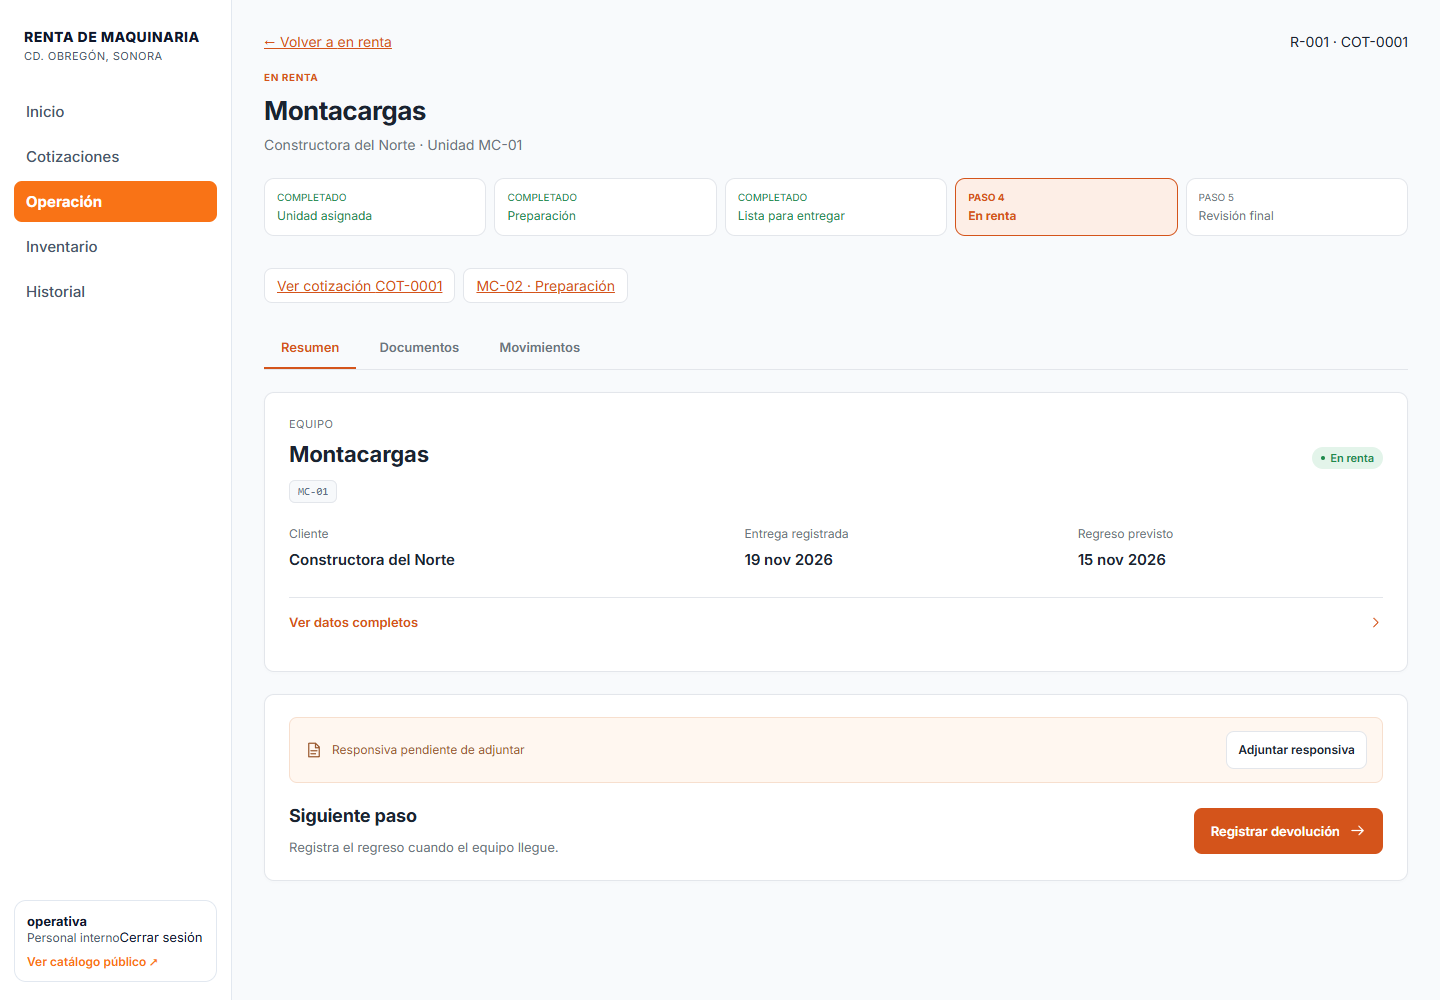 RENTA DE MAQUINARIA
CD. OBREGÓN, SONORA
Inicio
Cotizaciones
Operación
Inventario
Historial
operativa
Personal internoCerrar sesión
Ver catálogo público ↗
← Volver a en renta
R-001 · COT-0001
EN RENTA
Montacargas
Constructora del Norte · Unidad MC-01
COMPLETADO
Unidad asignada
COMPLETADO
Preparación
COMPLETADO
Lista para entregar
PASO 4
En renta
PASO 5
Revisión final
Ver cotización COT-0001
MC-02 · Preparación
Resumen
Documentos
Movimientos
EQUIPO
Montacargas
• En renta
MC-01
Cliente
Constructora del Norte
Entrega registrada
19 nov 2026
Regreso previsto
15 nov 2026
Ver datos completos
Responsiva pendiente de adjuntar
Adjuntar responsiva
Siguiente paso
Registra el regreso cuando el equipo llegue.
Registrar devolución →